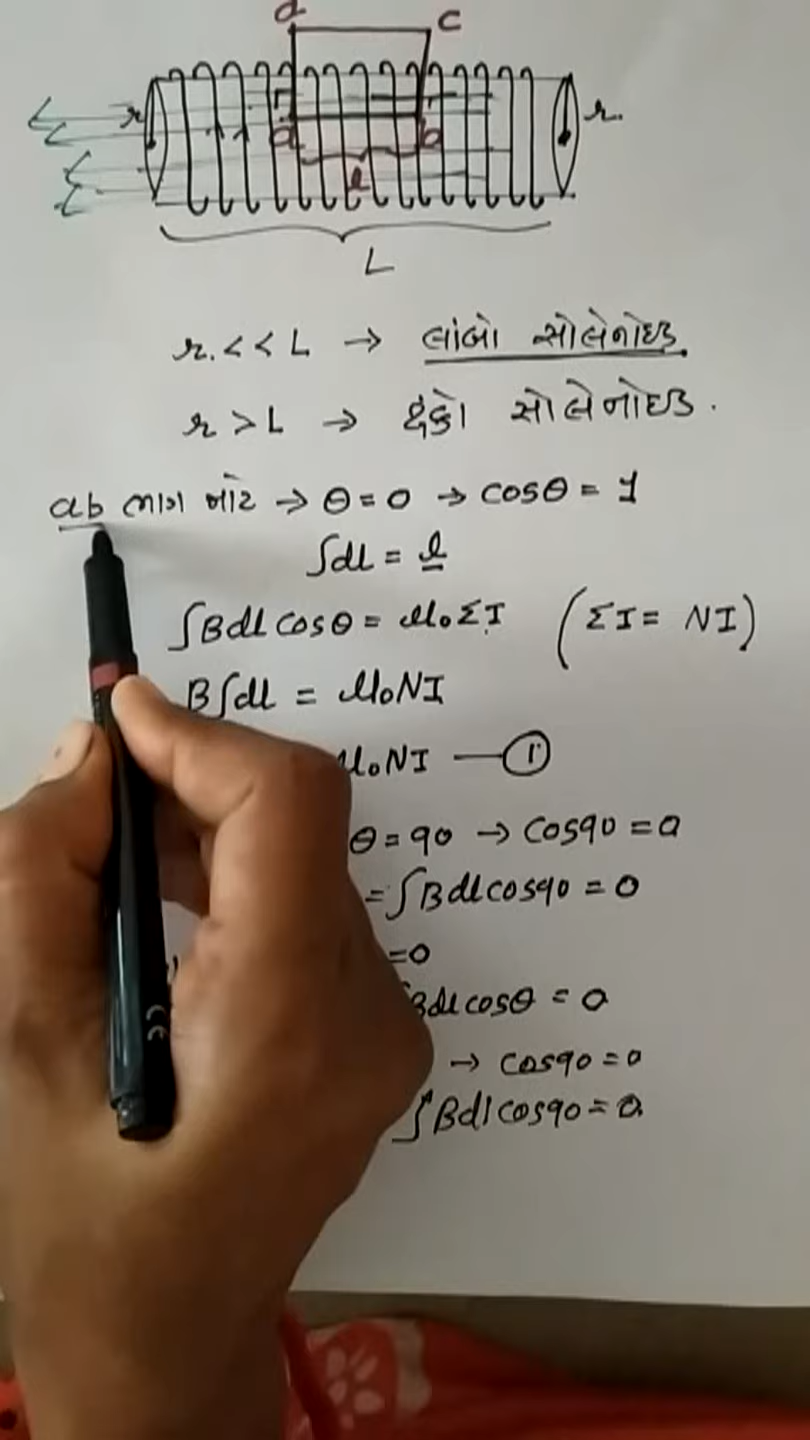 d c
r r.
a b
l
L
r. << L → લાંબો સોલેનોઇડ.
r > L → ટૂંકો સોલેનોઇડ.
ab ભાગ માટે → θ = 0 → cosθ = 1
∫dl = l
∫Bdl cosθ = μ₀ΣI (ΣI = NI)
B∫dl = μ₀NI
μ₀NI — ①
θ = 90 → cos90 = 0
= ∫Bdl cos90 = 0
=0
Bdl cosθ = 0
→ cos90 = 0
∫Bdl cos90 = 0
CE